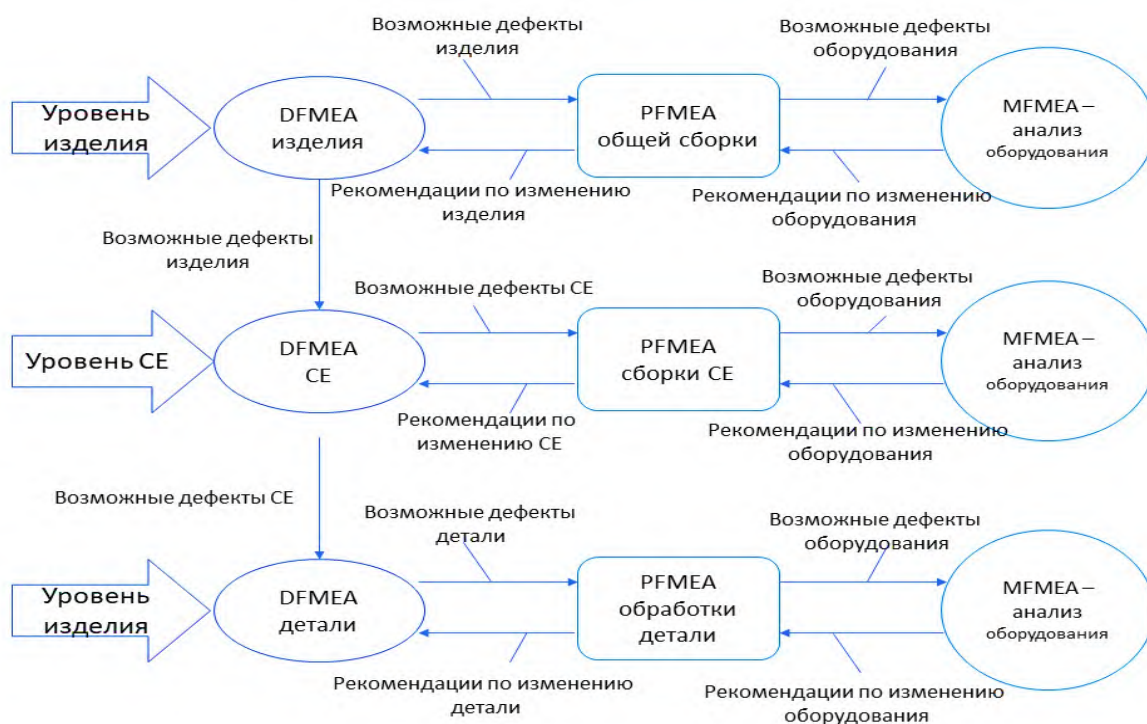 Возможные дефекты
изделия
Возможные дефекты
оборудования
Уровень
изделия
DFMEA
изделия
PFMEA
общей сборки
MFMEA –
анализ
оборудования
Рекомендации по изменению
изделия
Рекомендации по изменению
оборудования
Возможные дефекты
изделия
Возможные дефекты СЕ
Возможные дефекты
оборудования
Уровень СЕ
DFMEA
СЕ
PFMEA
сборки СЕ
MFMEA –
анализ
оборудования
Рекомендации по
изменению СЕ
Рекомендации по изменению
оборудования
Возможные дефекты СЕ
Возможные дефекты
детали
Возможные дефекты
оборудования
Уровень
изделия
DFMEA
детали
PFMEA
обработки
детали
MFMEA –
анализ
оборудования
Рекомендации по изменению
детали
Рекомендации по изменению
оборудования